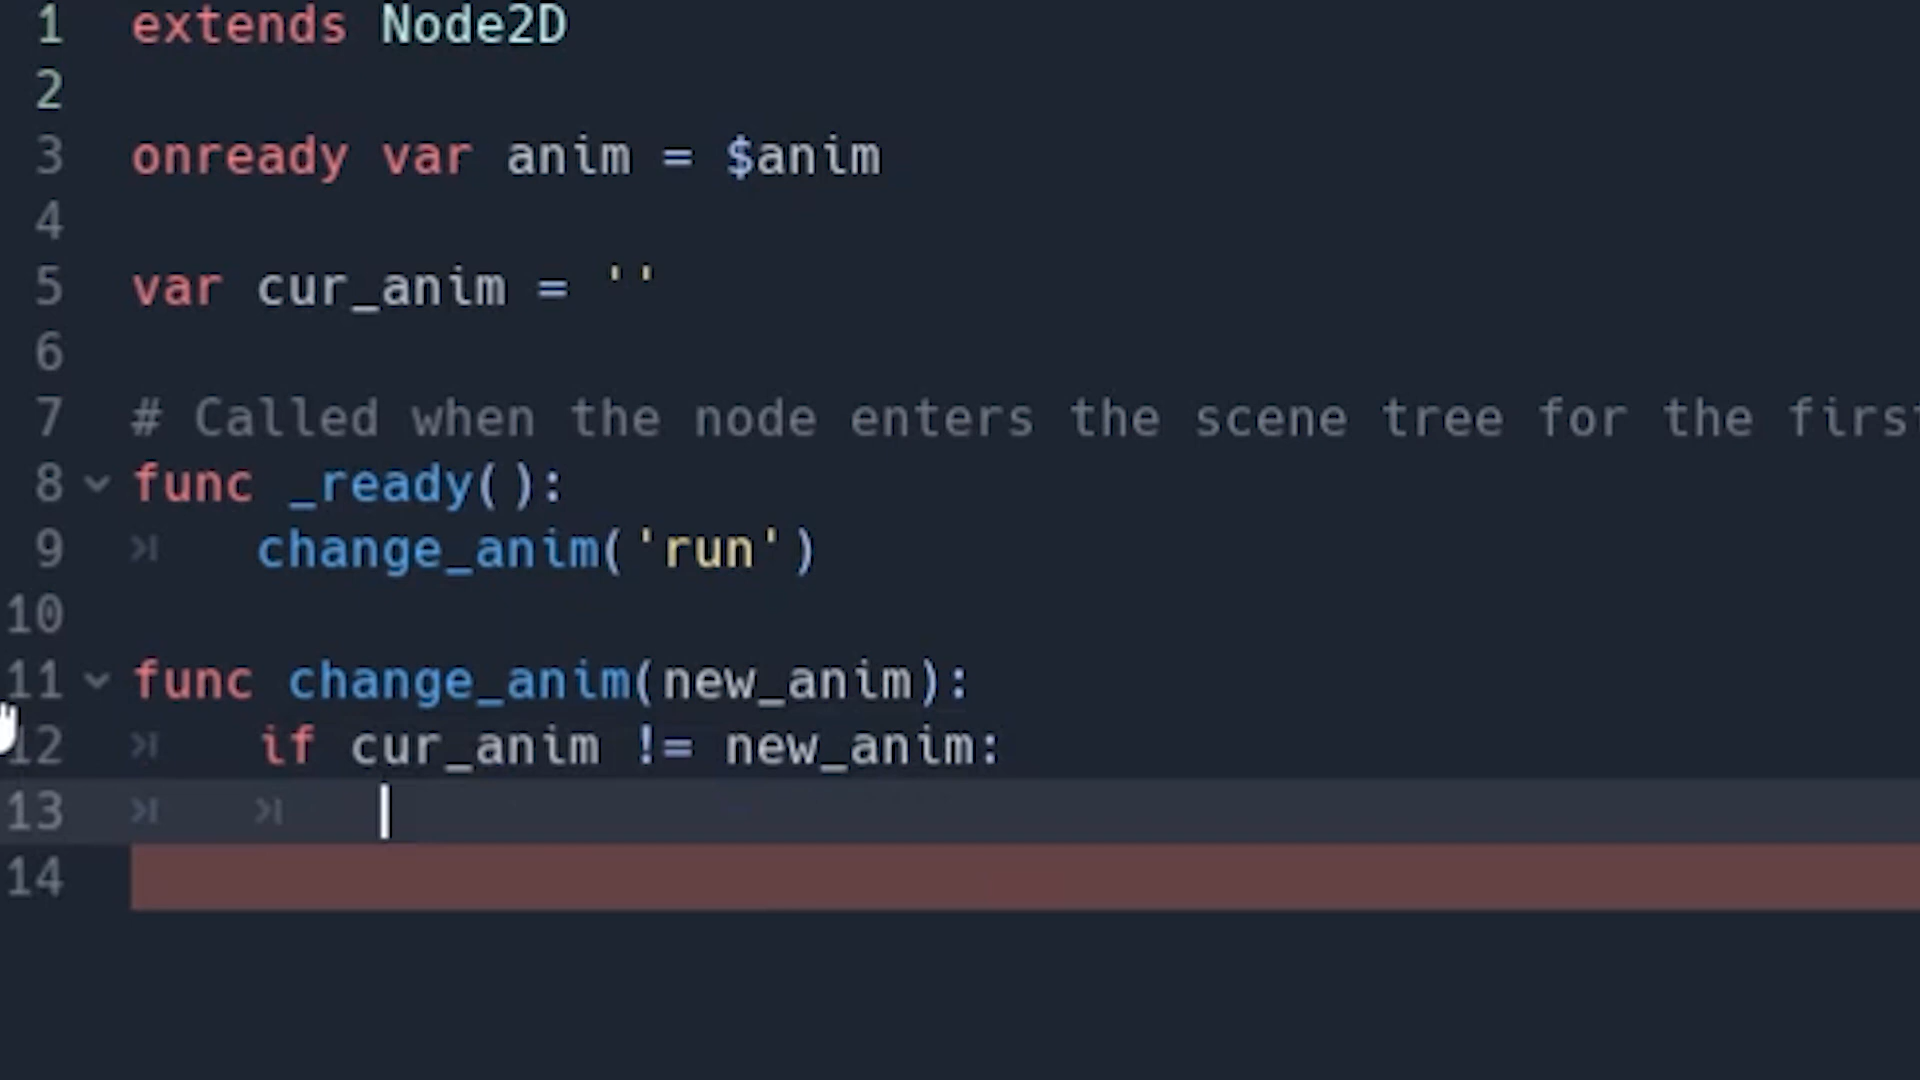 1 extends Node2D
2
3 onready var anim = $anim
4
5 var cur_anim = ''
6
7 # Called when the node enters the scene tree for the first
8 func _ready():
9 change_anim('run')
10
11 func change_anim(new_anim):
12 if cur_anim != new_anim:
13
14